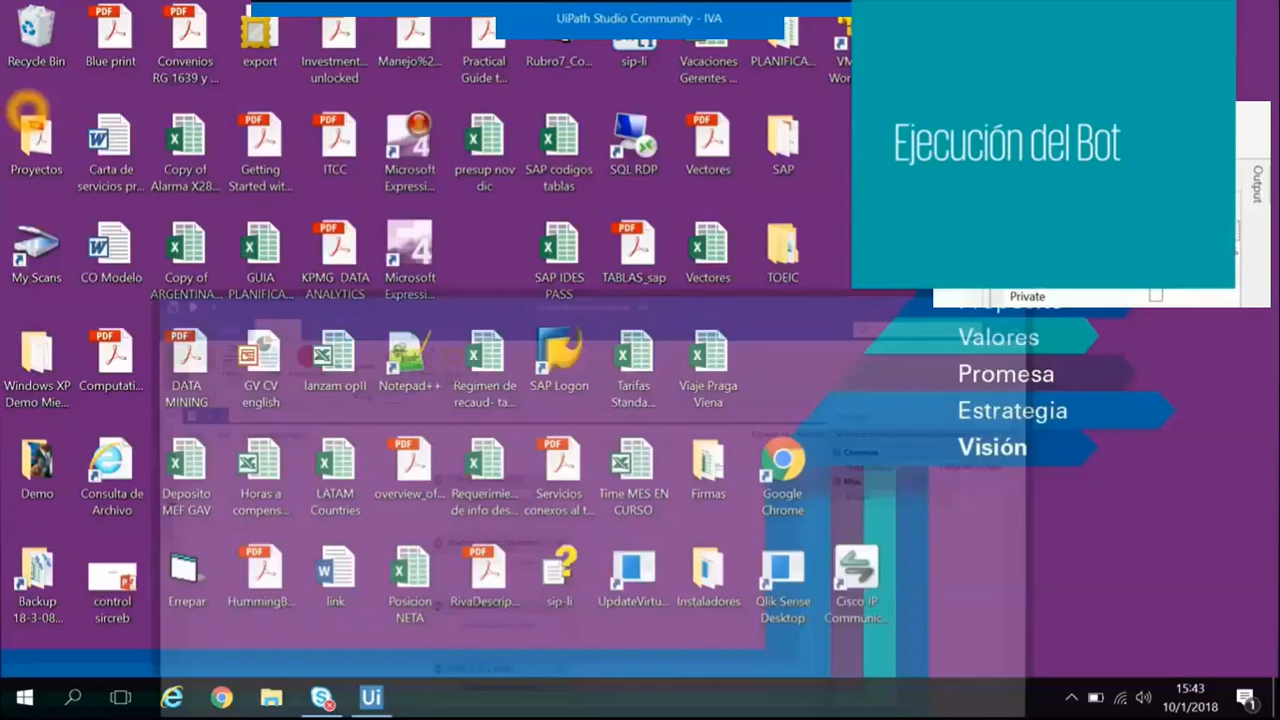 UiPath Studio Community - IVA
Ejecución del Bot
Output
Private
Valores
Promesa
Estrategia
Visión
Recycle Bin
Blue print
Convenios
RG 1639 y ...
export
Investment...
unlocked
Manejo%2...
Practical
Guide t...
Rubro7_Co...
sip-li
Vacaciones
Gerentes ...
PLANIFICA...
VM
Wor
Proyectos
Carta de
servicios pr...
Copy of
Alarma X28...
Getting
Started wit...
ITCC
Microsoft
Expressi...
presup nov
dic
SAP codigos
tablas
SQL RDP
Vectores
SAP
My Scans
CO Modelo
Copy of
ARGENTINA...
GUIA
PLANIFICA...
KPMG_DATA
ANALYTICS
Microsoft
Expressi...
SAP IDES
PASS
TABLAS_sap
Vectores
TOEIC
Windows XP
Demo Mie...
Computati...
DATA
MINING
GV CV
english
lanzam opII
Notepad++
Regimen de
recaud- ta...
SAP Logon
Tarifas
Standa...
Viaje Praga
Viena
Demo
Consulta de
Archivo
Deposito
MEF GAV
Horas a
compens...
LATAM
Countries
overview_of...
Requerimie...
de info des...
Servicios
conexos al t...
Time MES EN
CURSO
Firmas
Google
Chrome
Backup
18-3-08...
control
sircreb
Errepar
HummingB...
link
Posicion
NETA
RivaDescrip...
sip-li
UpdateVirtu...
Instaladores
Qlik Sense
Desktop
Cisco IP
Communic...
Ui
15:43
10/1/2018
1